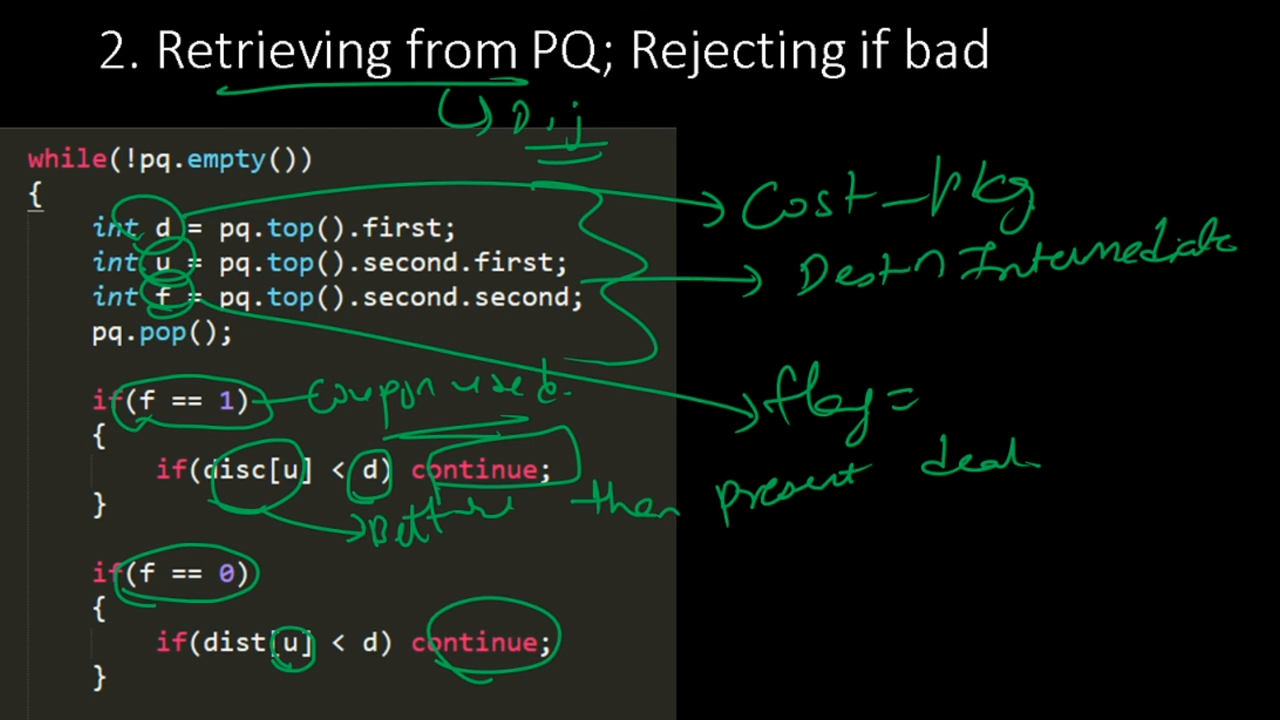 2. Retrieving from PQ; Rejecting if bad
Dij
while(!pq.empty())
{
int d = pq.top().first;
int u = pq.top().second.first;
int f = pq.top().second.second;
pq.pop();
Cost-Pkg
Destn Intermediate
if(f == 1) Coupon used.
flag =
{
if(disc[u] < d) continue;
}
Better then present deal
if(f == 0)
{
if(dist[u] < d) continue;
}